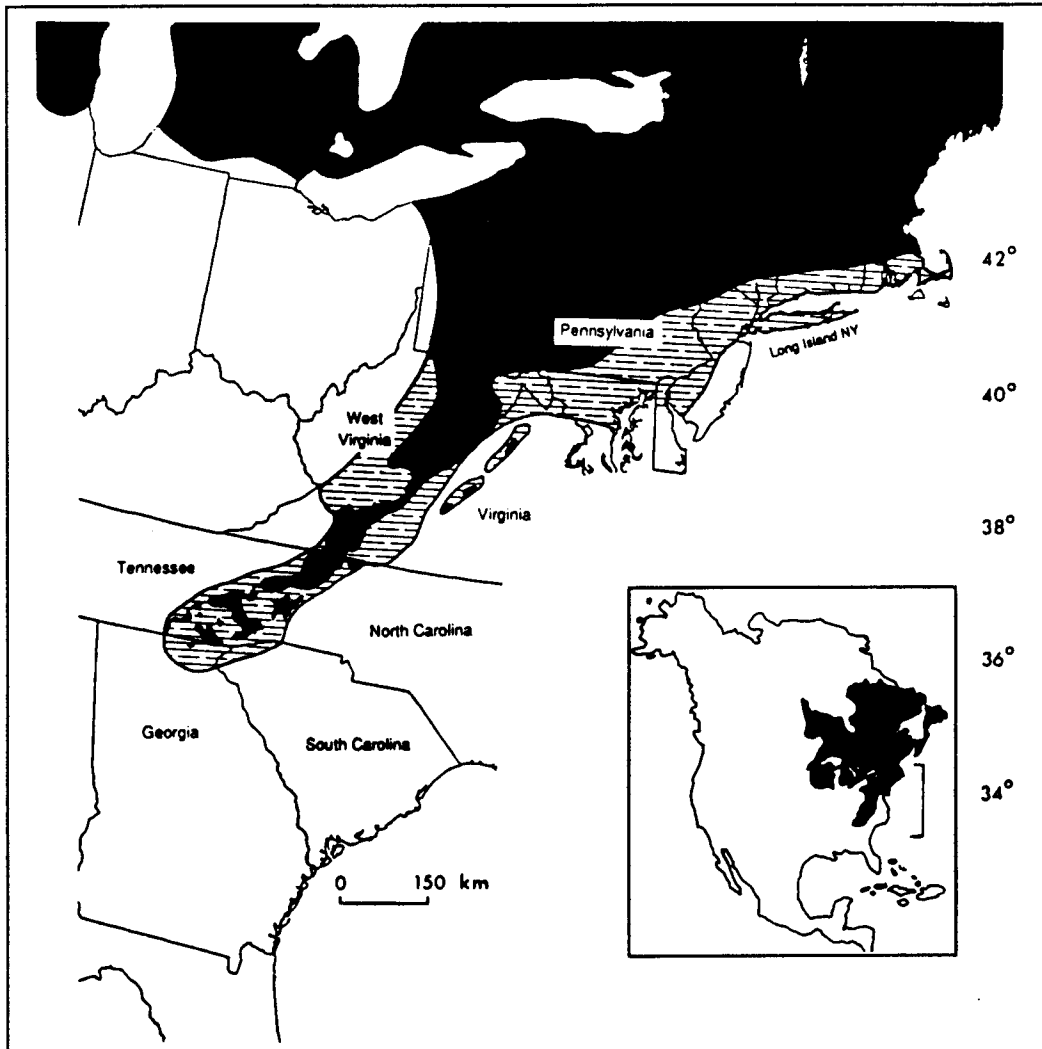 42°
Pennsylvania
Long Island NY
40°
West
Virginia
Virginia
38°
Tennessee
North Carolina
36°
Georgia
South Carolina
34°
0 150 km